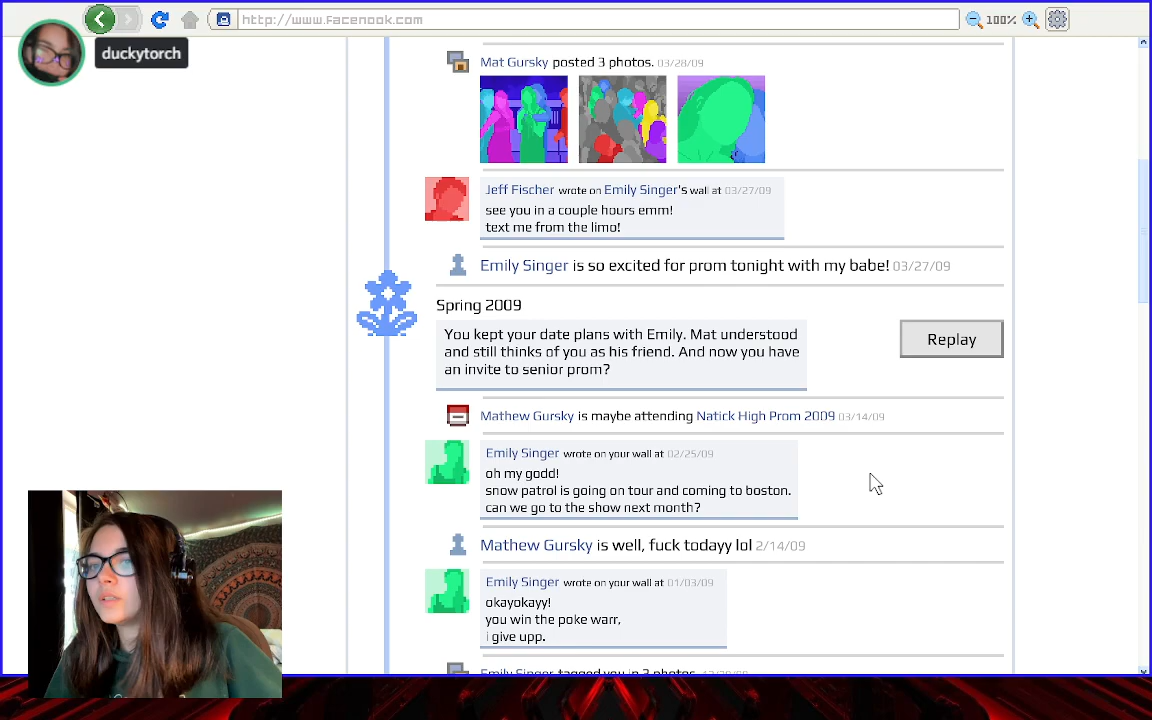 http://www.facenook.com
100%
duckytorch
Mat Gursky posted 3 photos. 03/28/09
Jeff Fischer wrote on Emily Singer's wall at 03/27/09
see you in a couple hours emm!
text me from the limo!
Emily Singer is so excited for prom tonight with my babe! 03/27/09
Spring 2009
You kept your date plans with Emily. Mat understood
and still thinks of you as his friend. And now you have
an invite to senior prom?
Replay
Mathew Gursky is maybe attending Natick High Prom 2009 03/14/09
Emily Singer wrote on your wall at 02/25/09
oh my godd!
snow patrol is going on tour and coming to boston.
can we go to the show next month?
Mathew Gursky is well, fuck todayy lol 2/14/09
Emily Singer wrote on your wall at 01/03/09
okayokayy!
you win the poke warr,
i give upp.
Emily Singer tagged you in 3 photos.